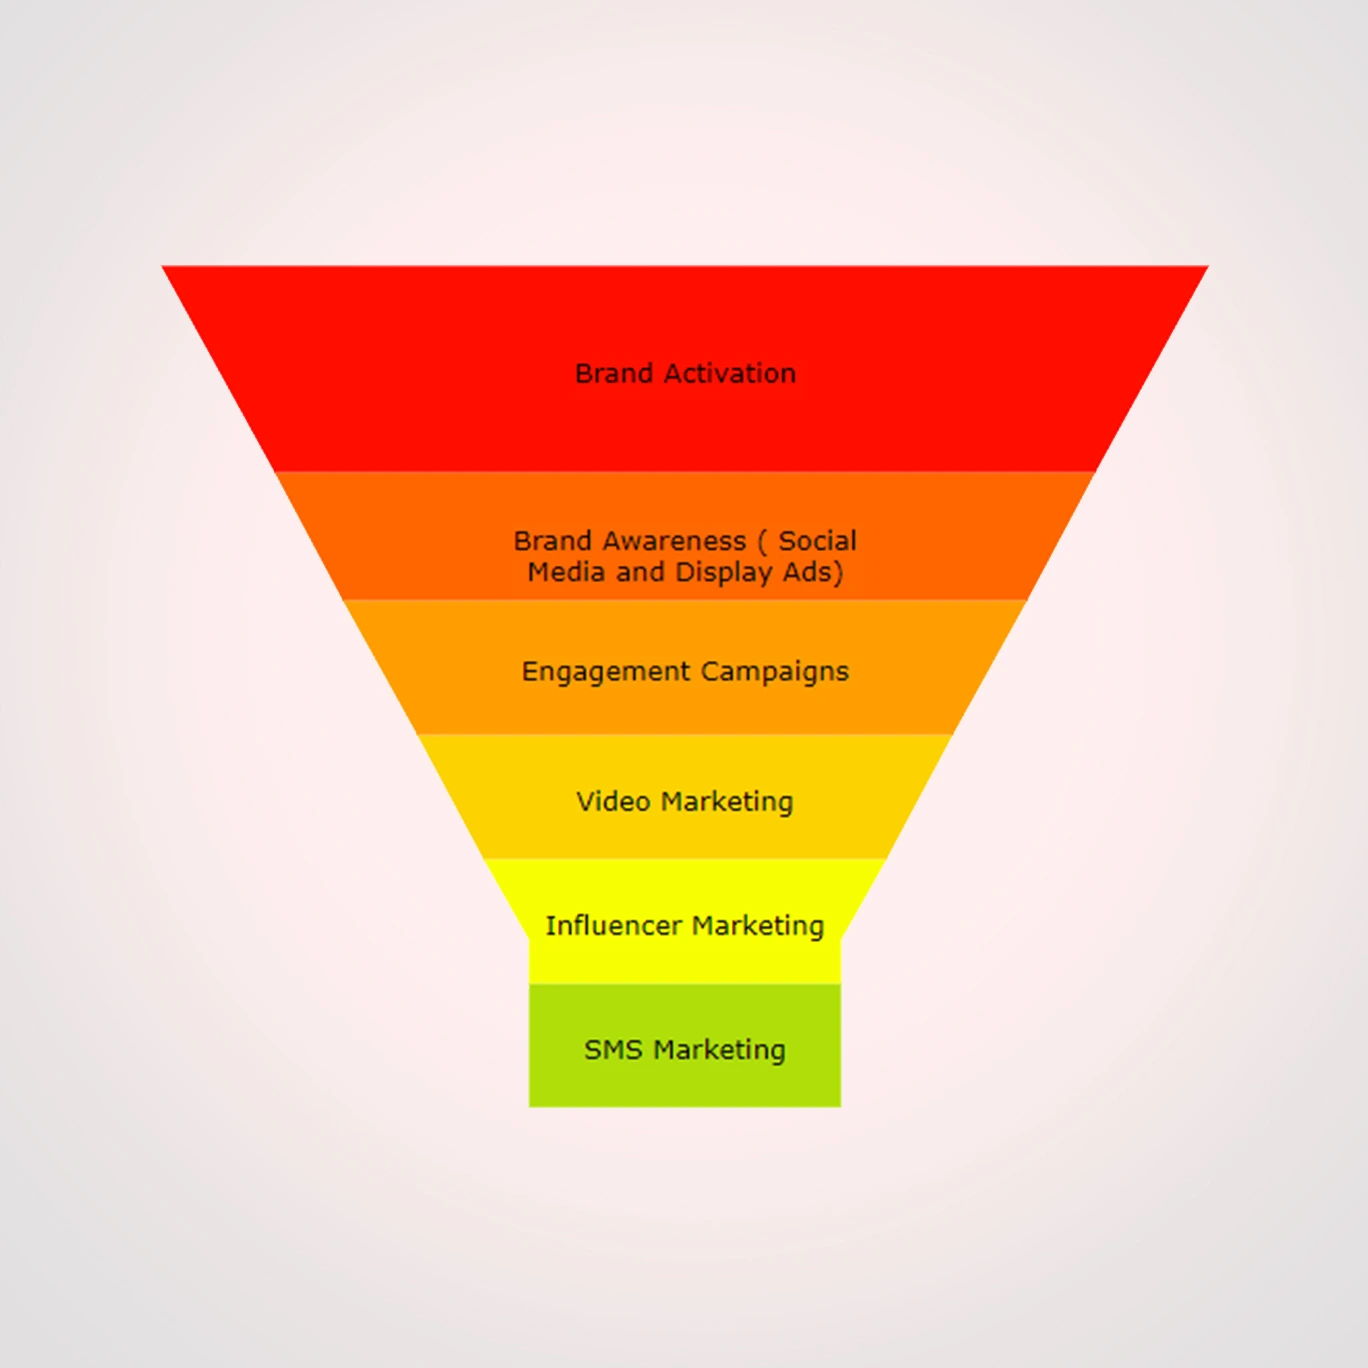 Brand Activation
Brand Awareness ( Social
Media and Display Ads)
Engagement Campaigns
Video Marketing
Influencer Marketing
SMS Marketing